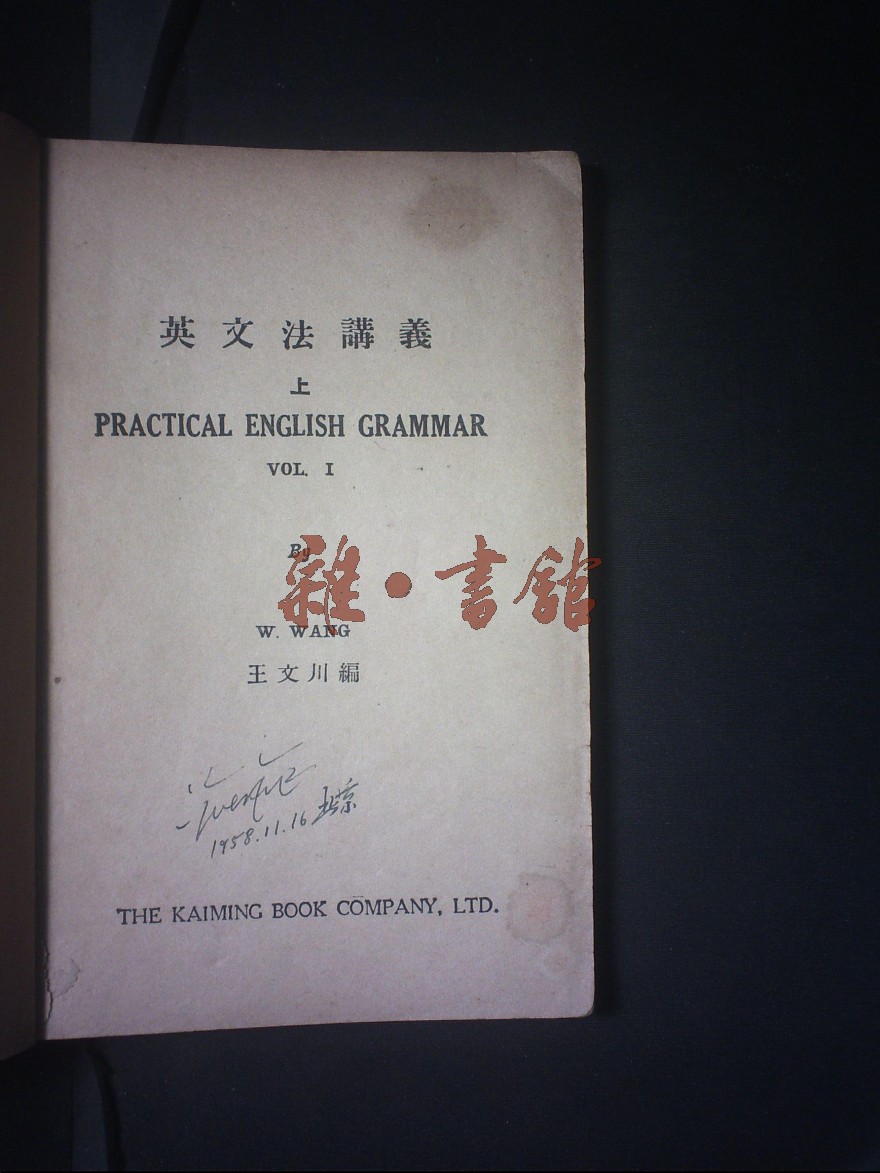 英文法講義
上
PRACTICAL ENGLISH GRAMMAR
VOL. I
By
雜·書館
W. WANG
王文川編
1958.11.16 北京
THE KAIMING BOOK COMPANY, LTD.